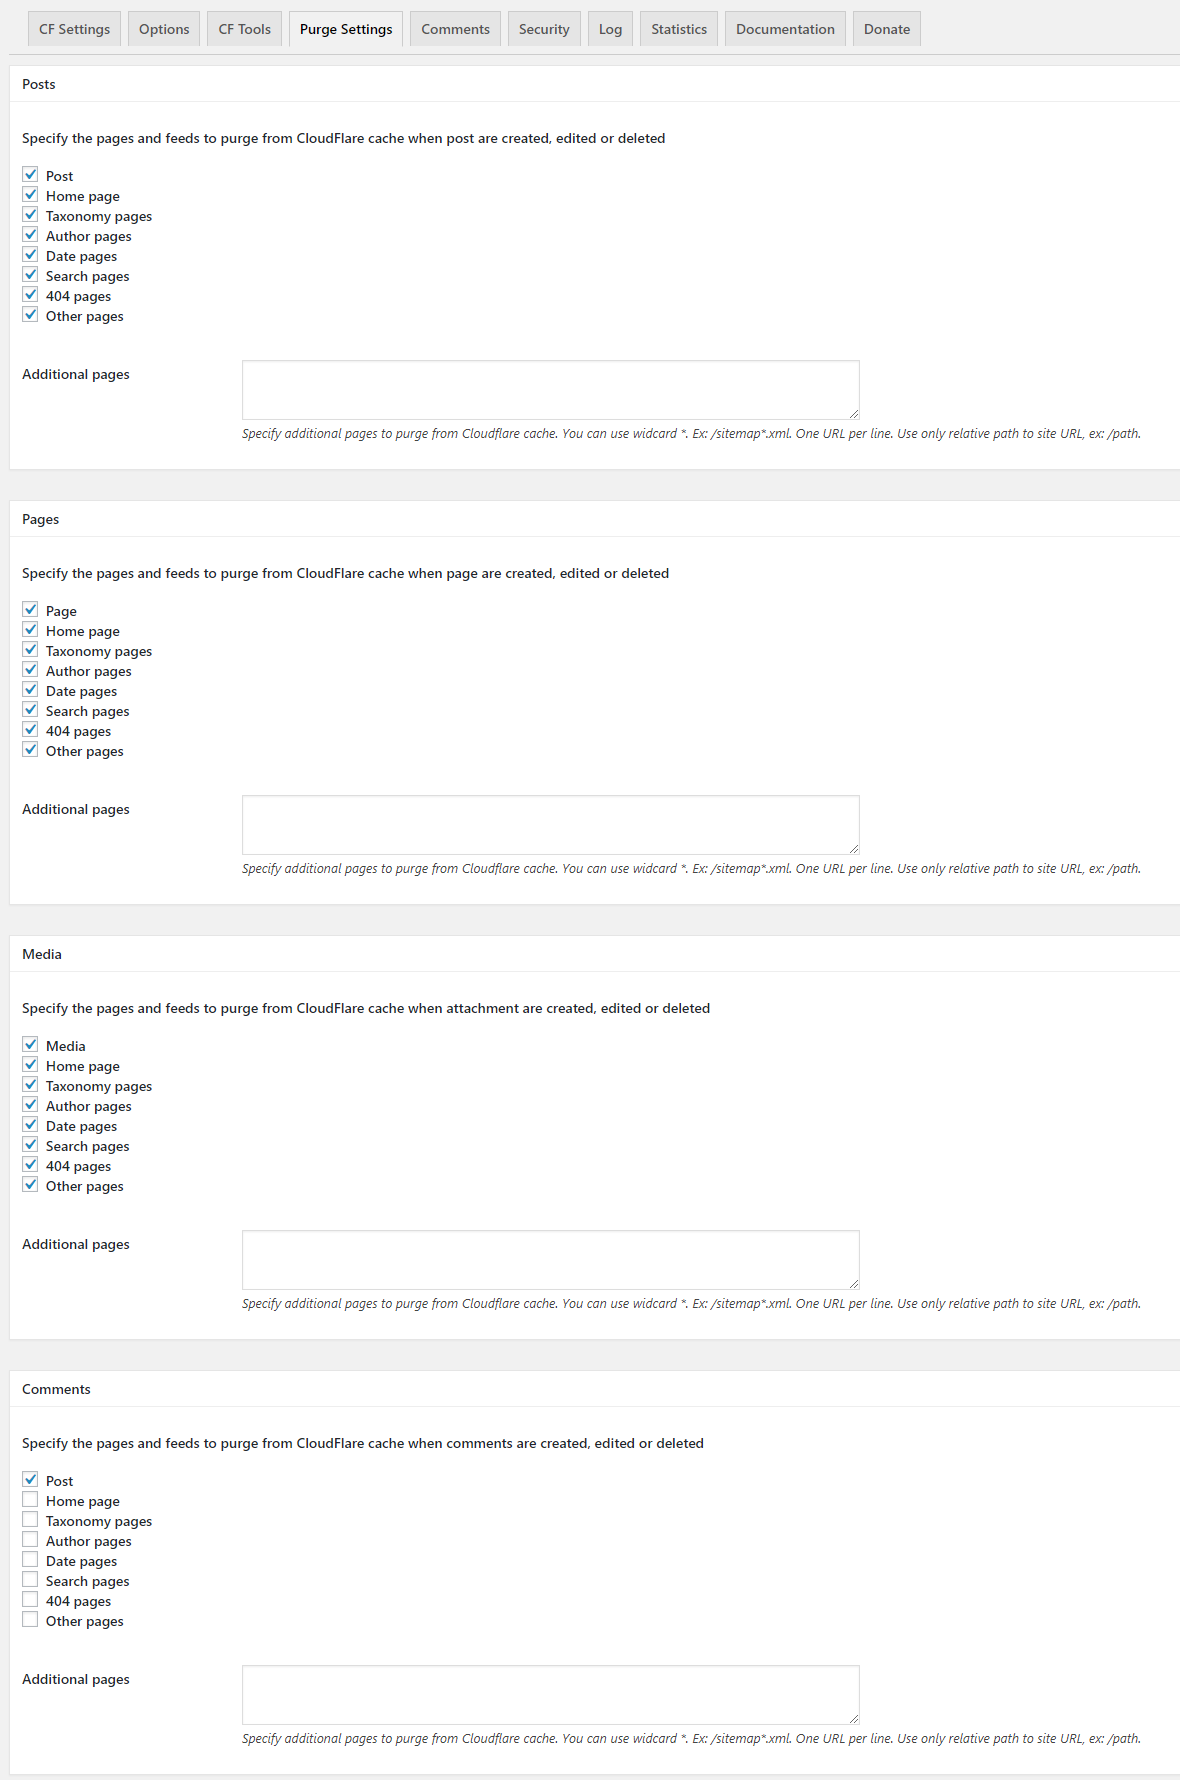 CF Settings Options CF Tools Purge Settings Comments Security Log Statistics Documentation Donate
Posts
Specify the pages and feeds to purge from CloudFlare cache when post are created, edited or deleted
Post
Home page
Taxonomy pages
Author pages
Date pages
Search pages
404 pages
Other pages
Additional pages
Specify additional pages to purge from Cloudflare cache. You can use widcard *. Ex: /sitemap*.xml. One URL per line. Use only relative path to site URL, ex: /path.
Pages
Specify the pages and feeds to purge from CloudFlare cache when page are created, edited or deleted
Page
Home page
Taxonomy pages
Author pages
Date pages
Search pages
404 pages
Other pages
Additional pages
Specify additional pages to purge from Cloudflare cache. You can use widcard *. Ex: /sitemap*.xml. One URL per line. Use only relative path to site URL, ex: /path.
Media
Specify the pages and feeds to purge from CloudFlare cache when attachment are created, edited or deleted
Media
Home page
Taxonomy pages
Author pages
Date pages
Search pages
404 pages
Other pages
Additional pages
Specify additional pages to purge from Cloudflare cache. You can use widcard *. Ex: /sitemap*.xml. One URL per line. Use only relative path to site URL, ex: /path.
Comments
Specify the pages and feeds to purge from CloudFlare cache when comments are created, edited or deleted
Post
Home page
Taxonomy pages
Author pages
Date pages
Search pages
404 pages
Other pages
Additional pages
Specify additional pages to purge from Cloudflare cache. You can use widcard *. Ex: /sitemap*.xml. One URL per line. Use only relative path to site URL, ex: /path.